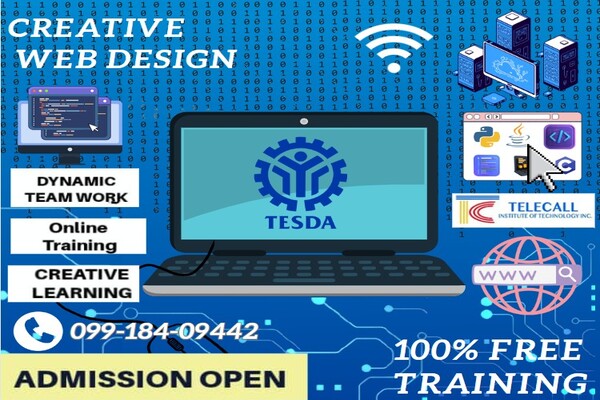 CREATIVE
WEB DESIGN
DYNAMIC
TEAM WORK
Online
Training
CREATIVE
LEARNING
TESDA
TELECALL
INSTITUTE OF TECHNOLOGY INC.
WWW
099-184-09442
100% FREE
TRAINING
ADMISSION OPEN